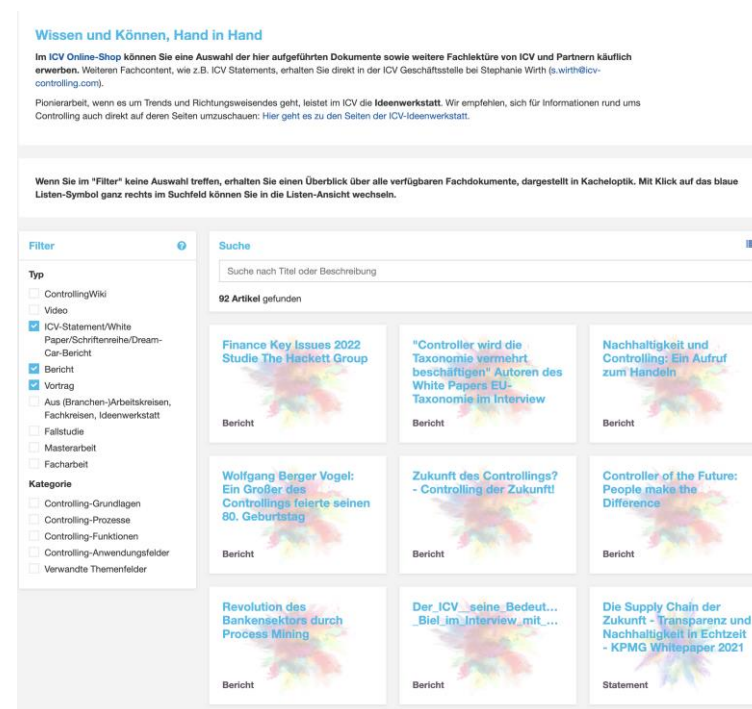 Wissen und Können, Hand in Hand
Im ICV Online-Shop können Sie eine Auswahl der hier aufgeführten Dokumente sowie weitere Fachlektüre von ICV und Partnern käuflich
erwerben. Weiteren Fachcontent, wie z.B. ICV Statements, erhalten Sie direkt in der ICV Geschäftsstelle bei Stephanie Wirth (s.wirth@icv-
controlling.com).
Pionierarbeit, wenn es um Trends und Richtungsweisendes geht, leistet im ICV die Ideenwerkstatt. Wir empfehlen, sich für Informationen rund ums
Controlling auch direkt auf deren Seiten umzuschauen: Hier geht es zu den Seiten der ICV-Ideenwerkstatt.
Wenn Sie im "Filter" keine Auswahl treffen, erhalten Sie einen Überblick über alle verfügbaren Fachdokumente, dargestellt in Kacheloptik. Mit Klick auf das blaue
Listen-Symbol ganz rechts im Suchfeld können Sie in die Listen-Ansicht wechseln.
Filter
?
Typ
ControllingWiki
Video
ICV-Statement/White
Paper/Schriftenreihe/Dream-
Car-Bericht
Bericht
Vortrag
Aus (Branchen-)Arbeitskreisen,
Fachkreisen, Ideenwerkstatt
Fallstudie
Masterarbeit
Facharbeit
Kategorie
Controlling-Grundlagen
Controlling-Prozesse
Controlling-Funktionen
Controlling-Anwendungsfelder
Verwandte Themenfelder
Suche
Suche nach Titel oder Beschreibung
92 Artikel gefunden
Finance Key Issues 2022
Studie The Hackett Group
Bericht
"Controller wird die
Taxonomie vermehrt
beschäftigen" Autoren des
White Papers EU-
Taxonomie im Interview
Bericht
Nachhaltigkeit und
Controlling: Ein Aufruf
zum Handeln
Bericht
Wolfgang Berger Vogel:
Ein Großer des
Controllings feierte seinen
80. Geburtstag
Bericht
Zukunft des Controllings?
- Controlling der Zukunft!
Bericht
Controller of the Future:
People make the
Difference
Bericht
Revolution des
Bankensektors durch
Process Mining
Bericht
Der_ICV__seine_Bedeut...
_Biel_im_Interview_mit_...
Bericht
Die Supply Chain der
Zukunft - Transparenz und
Nachhaltigkeit in Echtzeit
- KPMG Whitepaper 2021
Statement